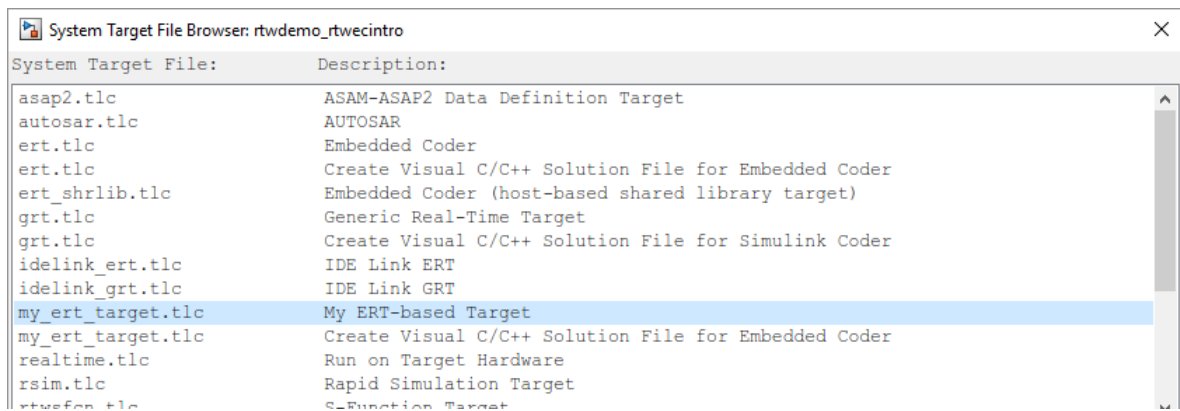 System Target File Browser: rtwdemo_rtwecintro
System Target File: Description:
asap2.tlc ASAM-ASAP2 Data Definition Target
autosar.tlc AUTOSAR
ert.tlc Embedded Coder
ert.tlc Create Visual C/C++ Solution File for Embedded Coder
ert_shrlib.tlc Embedded Coder (host-based shared library target)
grt.tlc Generic Real-Time Target
grt.tlc Create Visual C/C++ Solution File for Simulink Coder
idelink_ert.tlc IDE Link ERT
idelink_grt.tlc IDE Link GRT
my_ert_target.tlc My ERT-based Target
my_ert_target.tlc Create Visual C/C++ Solution File for Embedded Coder
realtime.tlc Run on Target Hardware
rsim.tlc Rapid Simulation Target
rtwsfcn.tlc S-Function Target